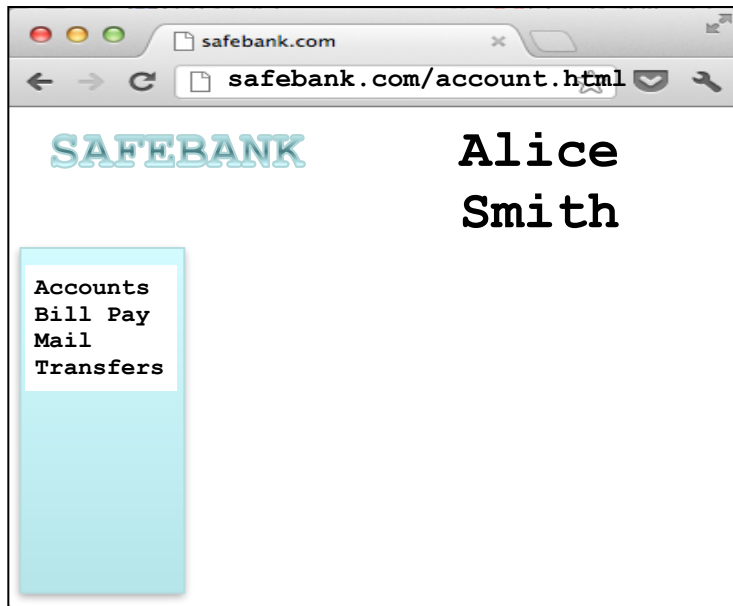 safebank.com
safebank.com/account.html
SAFEBANK
Alice
Smith
Accounts
Bill Pay
Mail
Transfers